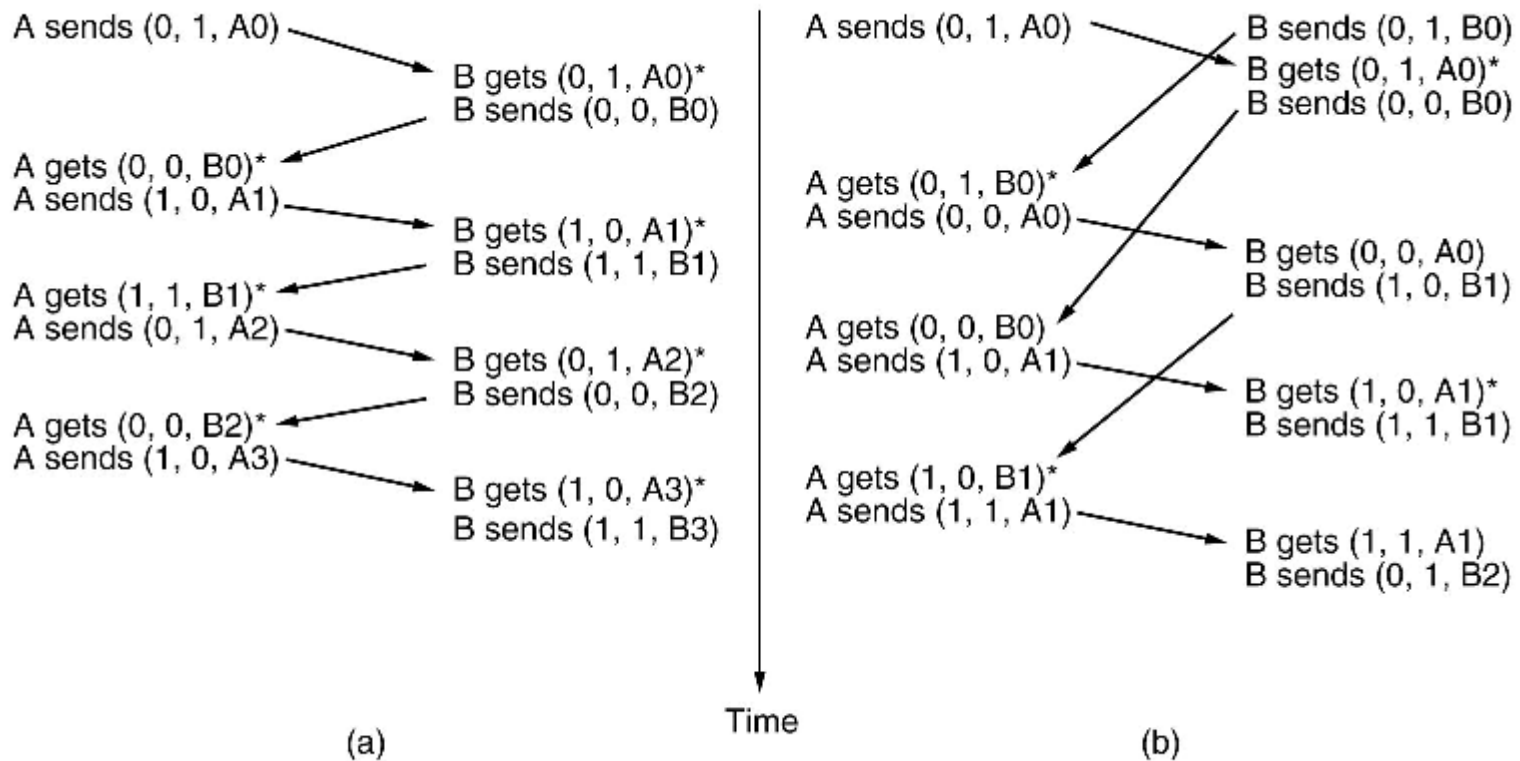 A sends (0, 1, A0)
B gets (0, 1, A0)*
B sends (0, 0, B0)
A gets (0, 0, B0)*
A sends (1, 0, A1)
B gets (1, 0, A1)*
B sends (1, 1, B1)
A gets (1, 1, B1)*
A sends (0, 1, A2)
B gets (0, 1, A2)*
B sends (0, 0, B2)
A gets (0, 0, B2)*
A sends (1, 0, A3)
B gets (1, 0, A3)*
B sends (1, 1, B3)
(a)
Time
A sends (0, 1, A0)
B sends (0, 1, B0)
B gets (0, 1, A0)*
B sends (0, 0, B0)
A gets (0, 1, B0)*
A sends (0, 0, A0)
B gets (0, 0, A0)
B sends (1, 0, B1)
A gets (0, 0, B0)
A sends (1, 0, A1)
B gets (1, 0, A1)*
B sends (1, 1, B1)
A gets (1, 0, B1)*
A sends (1, 1, A1)
B gets (1, 1, A1)
B sends (0, 1, B2)
(b)